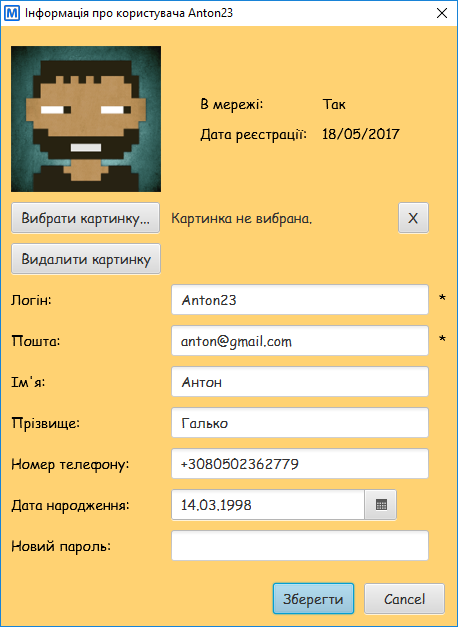 M Інформація про користувача Anton23
В мережі: Так
Дата реєстрації: 18/05/2017
Вибрати картинку... Картинка не вибрана. X
Видалити картинку
Логін: Anton23 *
Пошта: anton@gmail.com *
Ім'я: Антон
Прізвище: Галько
Номер телефону: +3080502362779
Дата народження: 14.03.1998
Новий пароль:
Зберегти Cancel